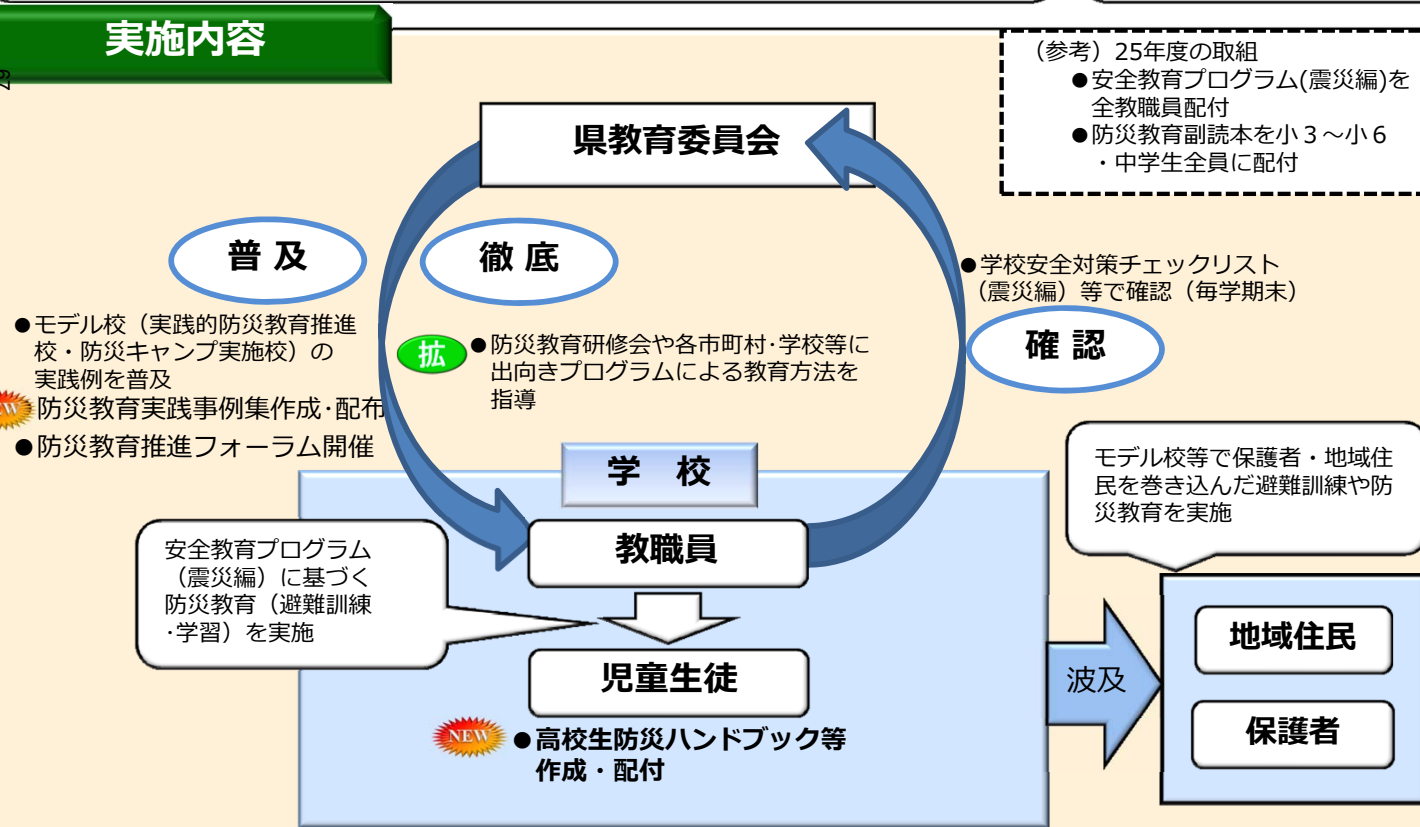 実施内容
(参考)25年度の取組
●安全教育プログラム(震災編)を
全教職員配付
●防災教育副読本を小3~小6
・中学生全員に配付
県教育委員会
普 及
徹 底
●学校安全対策チェックリスト
(震災編)等で確認(毎学期末)
確 認
●モデル校(実践的防災教育推進
校・防災キャンプ実施校)の
実践例を普及
防災教育実践事例集作成・配布
●防災教育推進フォーラム開催
拡
●防災教育研修会や各市町村・学校等に
出向きプログラムによる教育方法を
指導
学 校
モデル校等で保護者・地域住
民を巻き込んだ避難訓練や防
災教育を実施
教職員
安全教育プログラム
(震災編)に基づく
防災教育(避難訓練
・学習)を実施
児童生徒
NEW
●高校生防災ハンドブック等
作成・配付
波及
地域住民
保護者